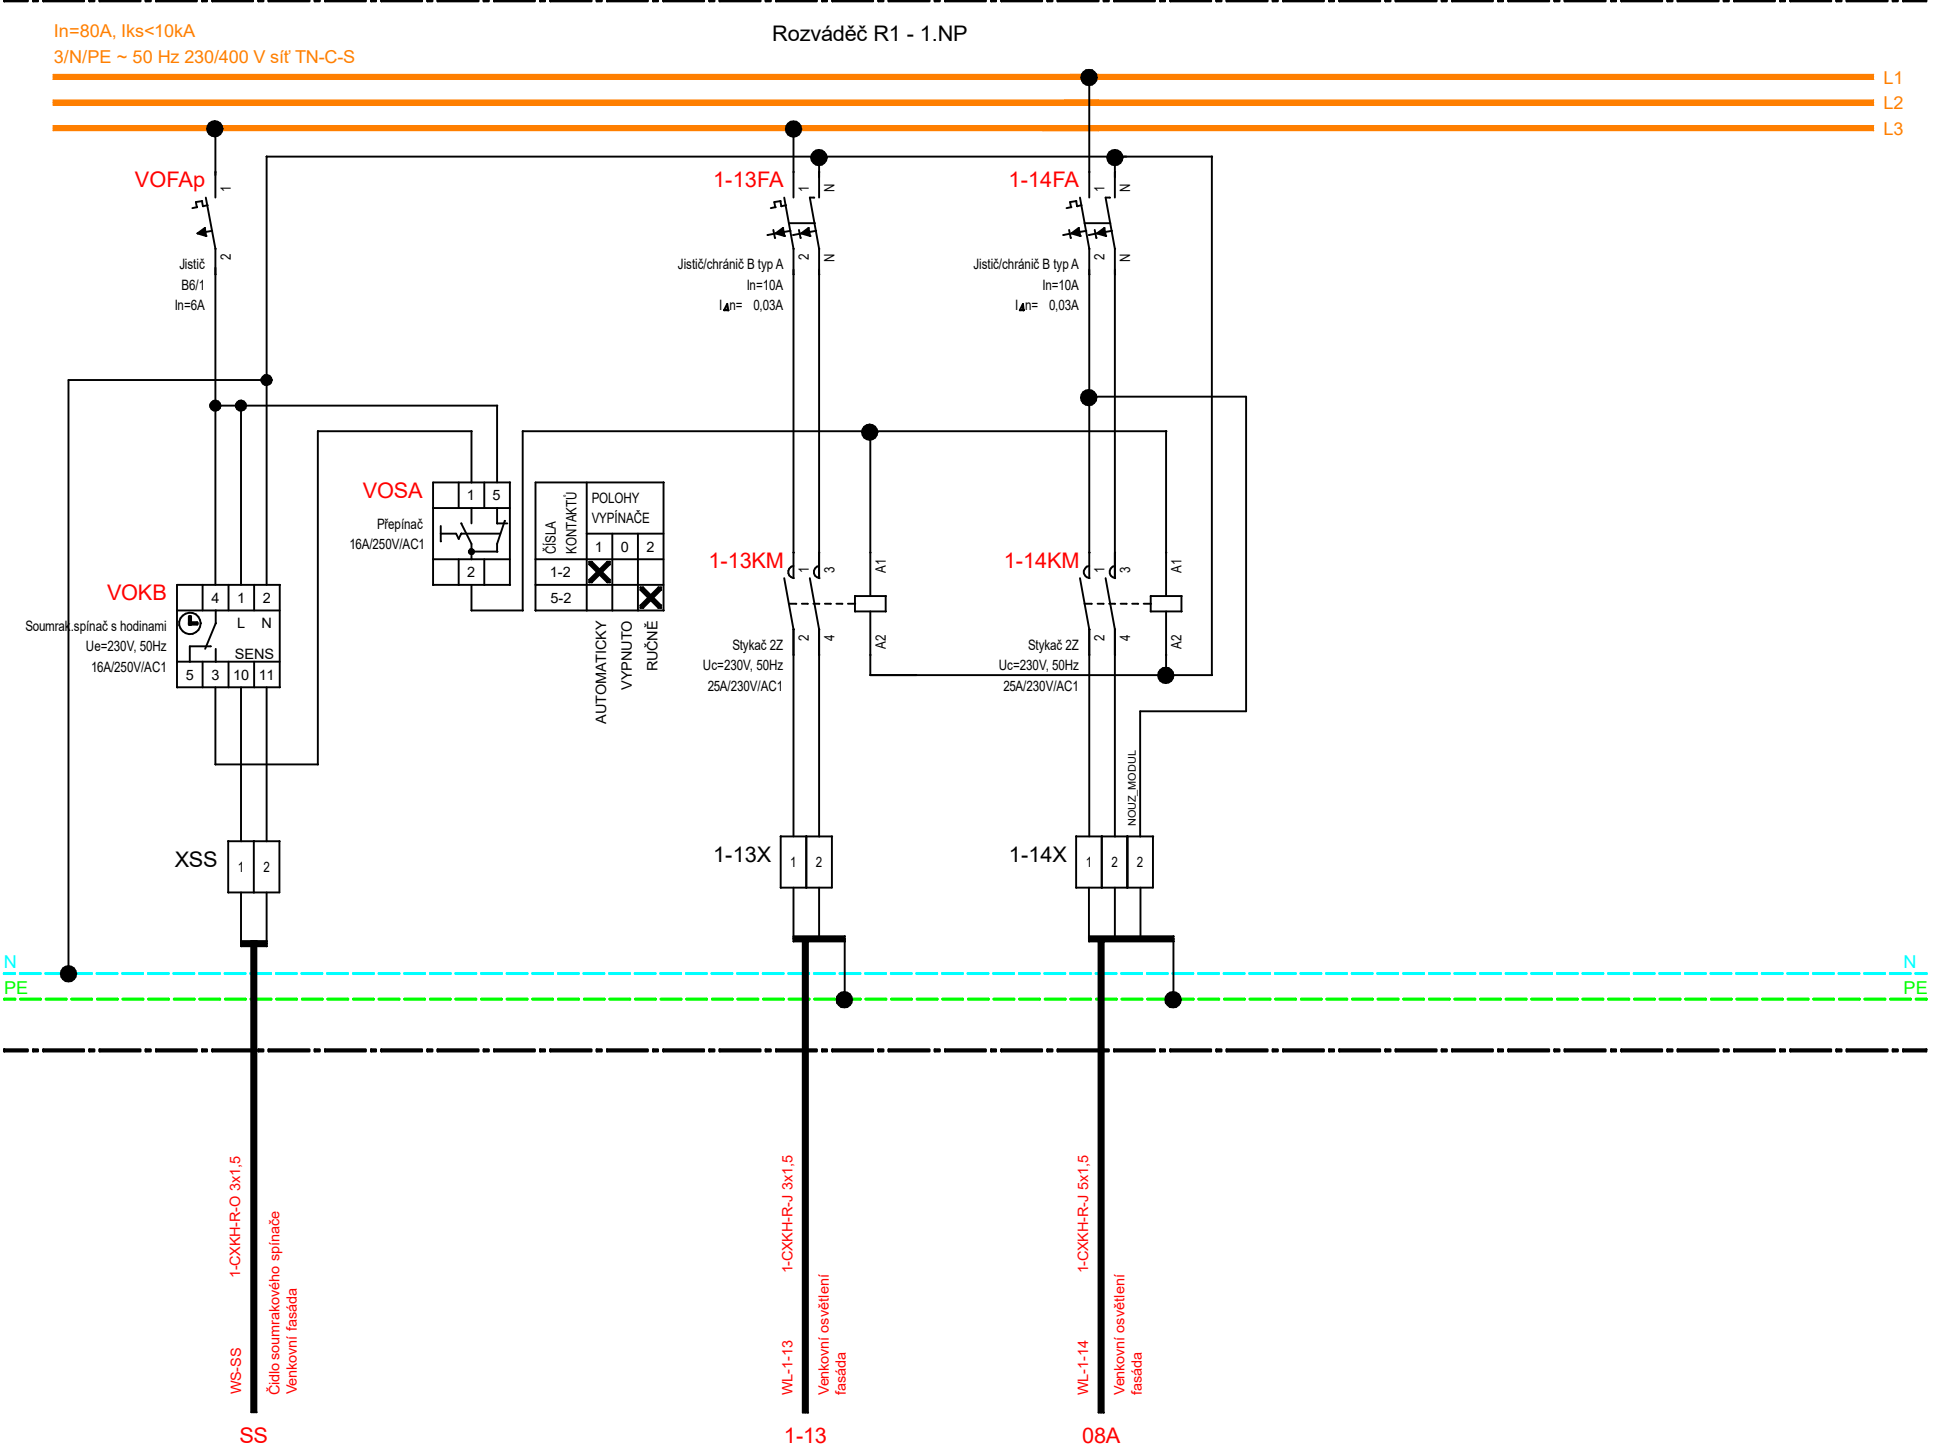 In=80A, Iks<10kA
3/N/PE ~ 50 Hz 230/400 V síť TN-C-S
Rozváděč R1 - 1.NP
L1
L2
L3
VOFAp
1
2
Jistič
B6/1
In=6A
1-13FA
1
N
2
N
Jistič/chránič B typ A
In=10A
I∆n= 0,03A
1-14FA
1
N
2
N
Jistič/chránič B typ A
In=10A
I∆n= 0,03A
VOSA
1 5
Přepínač
16A/250V/AC1
2
ČÍSLA
KONTAKTŮ
POLOHY
VYPÍNAČE
1 0 2
1-2
5-2
AUTOMATICKY
VYPNUTO
RUČNĚ
VOKB
4 1 2
L N
Soumrak.spínač s hodinami
Ue=230V, 50Hz
16A/250V/AC1
SENS
5 3 10 11
1-13KM
1
3
2
4
A1
A2
Stykač 2Z
Uc=230V, 50Hz
25A/230V/AC1
1-14KM
1
3
2
4
A1
A2
Stykač 2Z
Uc=230V, 50Hz
25A/230V/AC1
NOUZ_MODUL
XSS
1 2
1-13X
1 2
1-14X
1 2 2
N
PE
N
PE
WS-SS 1-CXKH-R-O 3x1,5
Čidlo soumrakového spínače
Venkovní fasáda
SS
WL-1-13 1-CXKH-R-J 3x1,5
Venkovní osvětlení
fasáda
1-13
WL-1-14 1-CXKH-R-J 5x1,5
Venkovní osvětlení
fasáda
08A